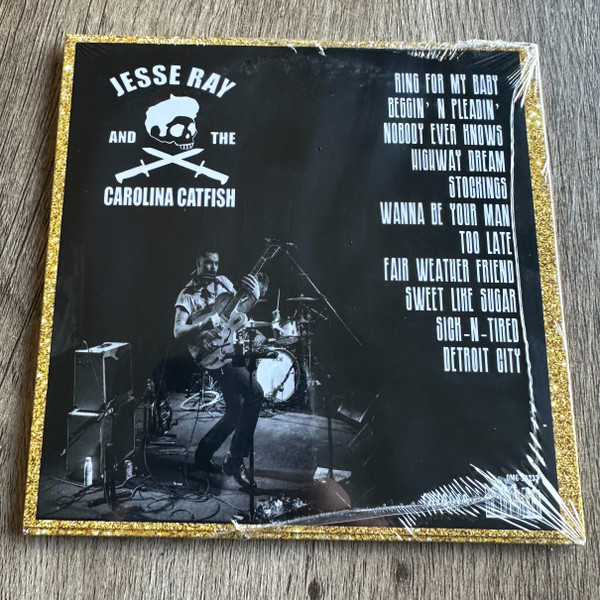 JESSE RAY
AND THE
CAROLINA CATFISH
RING FOR MY BABY
BEGGIN' N PLEADIN'
NOBODY EVER KNOWS
HIGHWAY DREAM
STOCKINGS
WANNA BE YOUR MAN
TOO LATE
FAIR WEATHER FRIEND
SWEET LIKE SUGAR
SICK-N-TIRED
DETROIT CITY